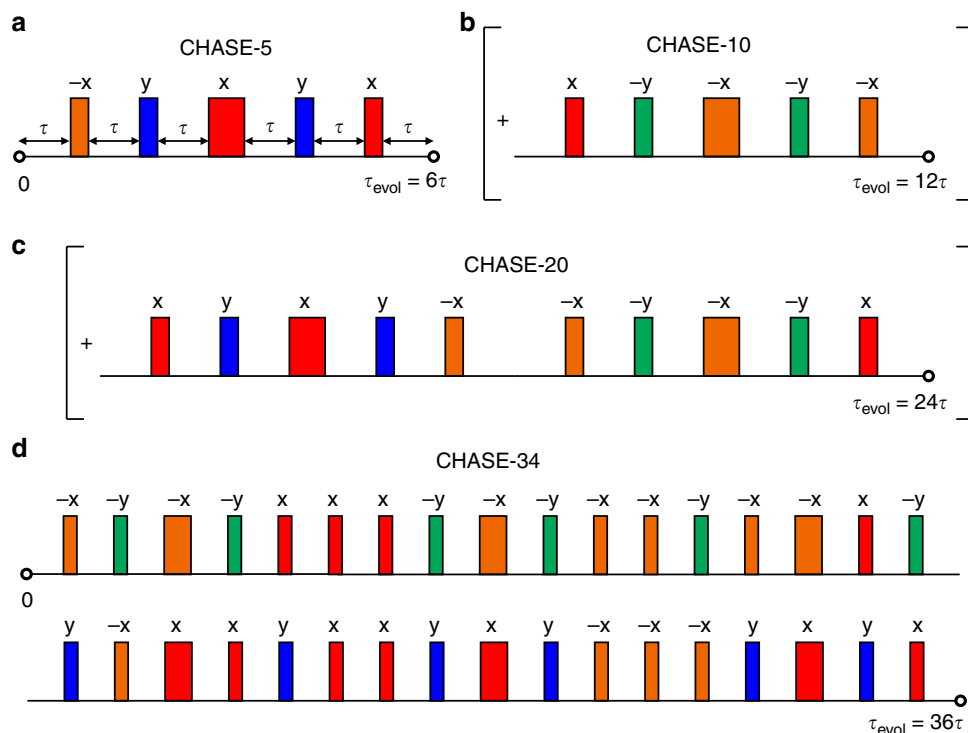 a
CHASE-5
–x y x y x
τ τ τ τ τ τ
0
τevol = 6τ
b
CHASE-10
x –y –x –y –x
+
τevol = 12τ
c
CHASE-20
x y x y –x –x –y –x –y x
+
τevol = 24τ
d
CHASE-34
–x –y –x –y x x x –y –x –y –x –x –y –x –x x –y
0
y –x x x y x x y x y –x –x –x y x y x
τevol = 36τ